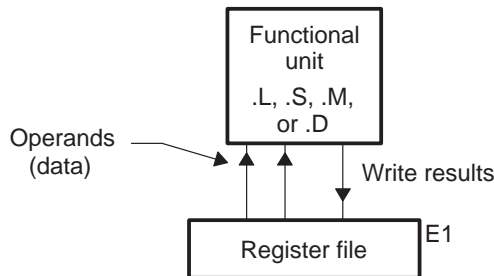 Functional
unit
.L, .S, .M,
or .D
Operands
(data)
Write results
E1
Register file